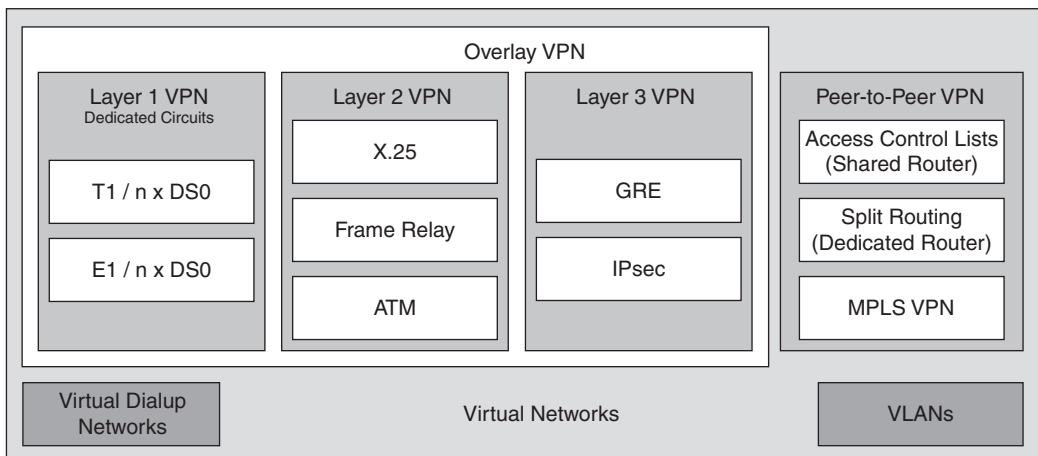 Overlay VPN
Layer 1 VPN
Dedicated Circuits
T1 / n x DS0
E1 / n x DS0
Layer 2 VPN
X.25
Frame Relay
ATM
Layer 3 VPN
GRE
IPsec
Peer-to-Peer VPN
Access Control Lists
(Shared Router)
Split Routing
(Dedicated Router)
MPLS VPN
Virtual Dialup
Networks
Virtual Networks
VLANs